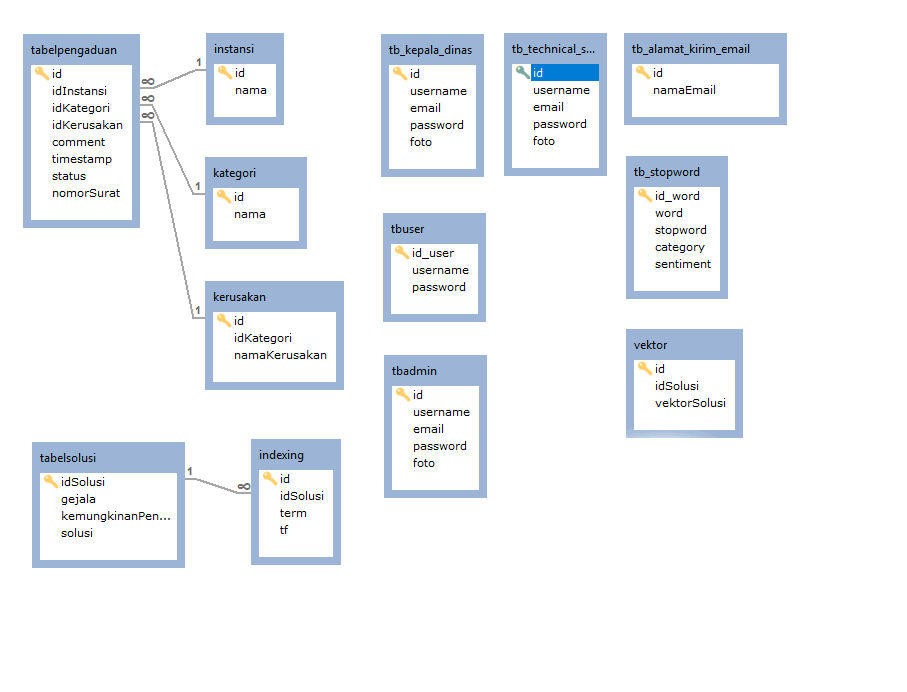 tabelpengaduan
id
idInstansi
idKategori
idKerusakan
comment
timestamp
status
nomorSurat
instansi
id
nama
kategori
id
nama
kerusakan
id
idKategori
namaKerusakan
tabelsolusi
idSolusi
gejala
kemungkinanPen...
solusi
indexing
id
idSolusi
term
tf
tb_kepala_dinas
id
username
email
password
foto
tb_technical_s...
id
username
email
password
foto
tb_alamat_kirim_email
id
namaEmail
tbuser
id_user
username
password
tb_stopword
id_word
word
stopword
category
sentiment
tbadmin
id
username
email
password
foto
vektor
id
idSolusi
vektorSolusi
1
∞
1
∞
1
∞
1
∞